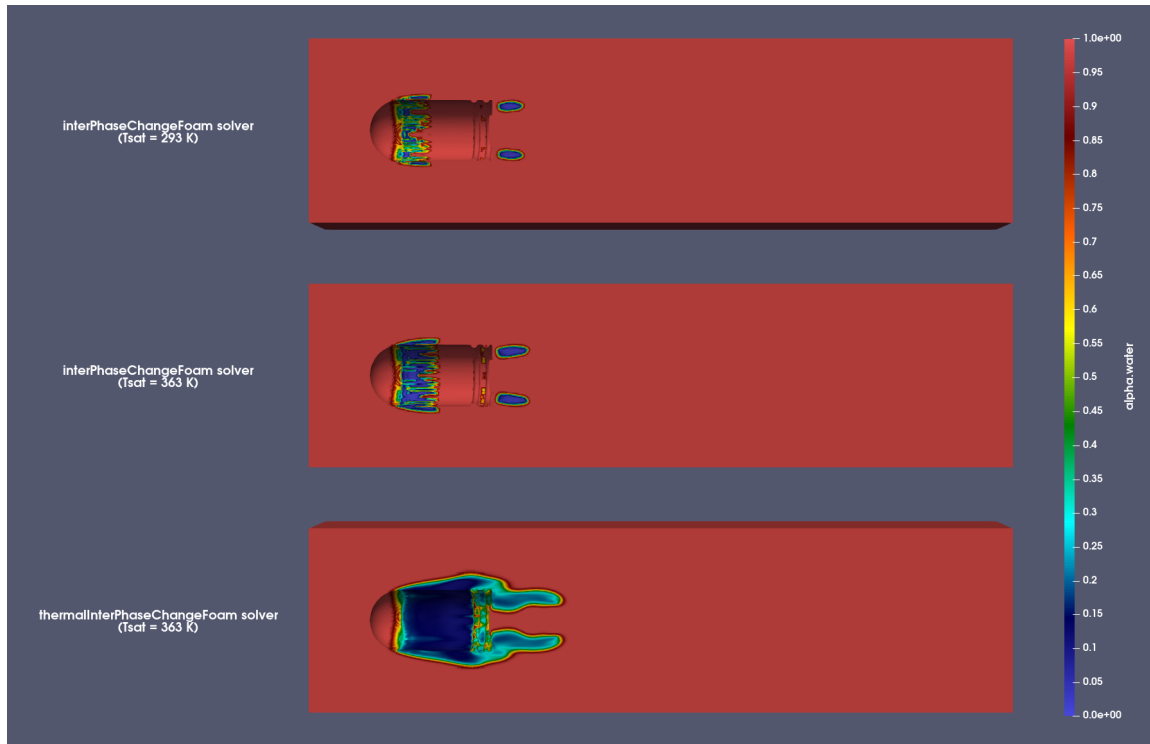 interPhaseChangeFoam solver
(Tsat = 293 K)
interPhaseChangeFoam solver
(Tsat = 363 K)
thermalInterPhaseChangeFoam solver
(Tsat = 363 K)
1.0e+00
0.95
0.9
0.85
0.8
0.75
0.7
0.65
0.6
0.55
0.5
0.45
0.4
0.35
0.3
0.25
0.2
0.15
0.1
0.05
0.0e+00
alpha.water